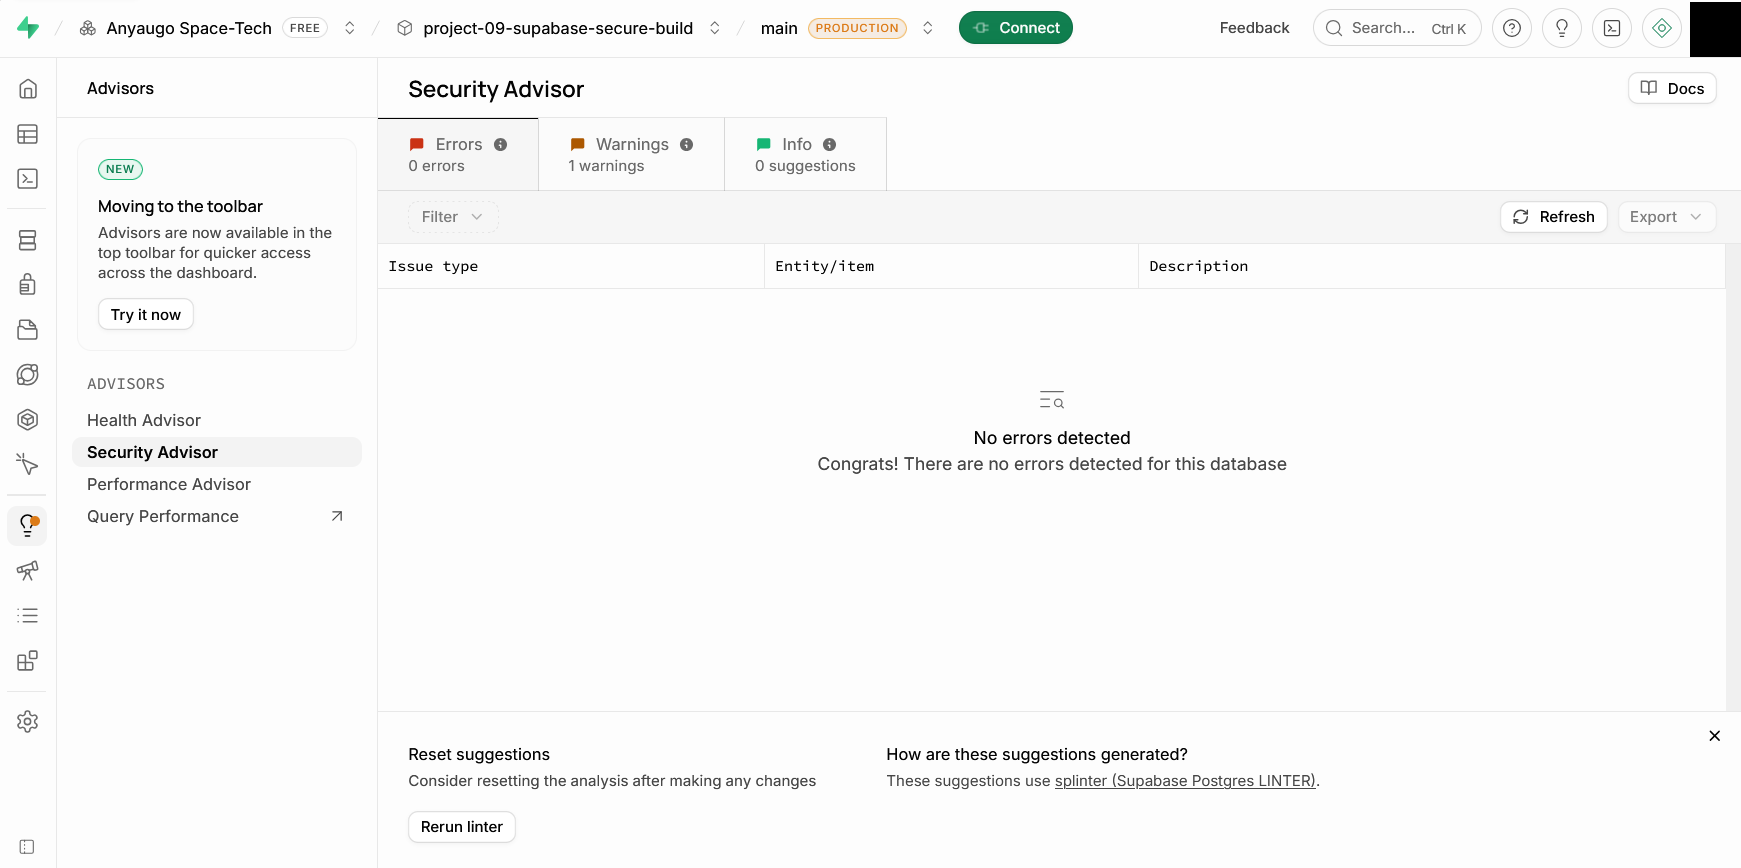 Anyaugo Space-Tech FREE project-09-supabase-secure-build main PRODUCTION Connect Feedback Search... Ctrl K
Advisors
Security Advisor
Docs
NEW
Moving to the toolbar
Advisors are now available in the
top toolbar for quicker access
across the dashboard.
Try it now
ADVISORS
Health Advisor
Security Advisor
Performance Advisor
Query Performance
Errors
0 errors
Warnings
1 warnings
Info
0 suggestions
Filter
Refresh
Export
Issue type
Entity/item
Description
No errors detected
Congrats! There are no errors detected for this database
Reset suggestions
Consider resetting the analysis after making any changes
Rerun linter
How are these suggestions generated?
These suggestions use splinter (Supabase Postgres LINTER).